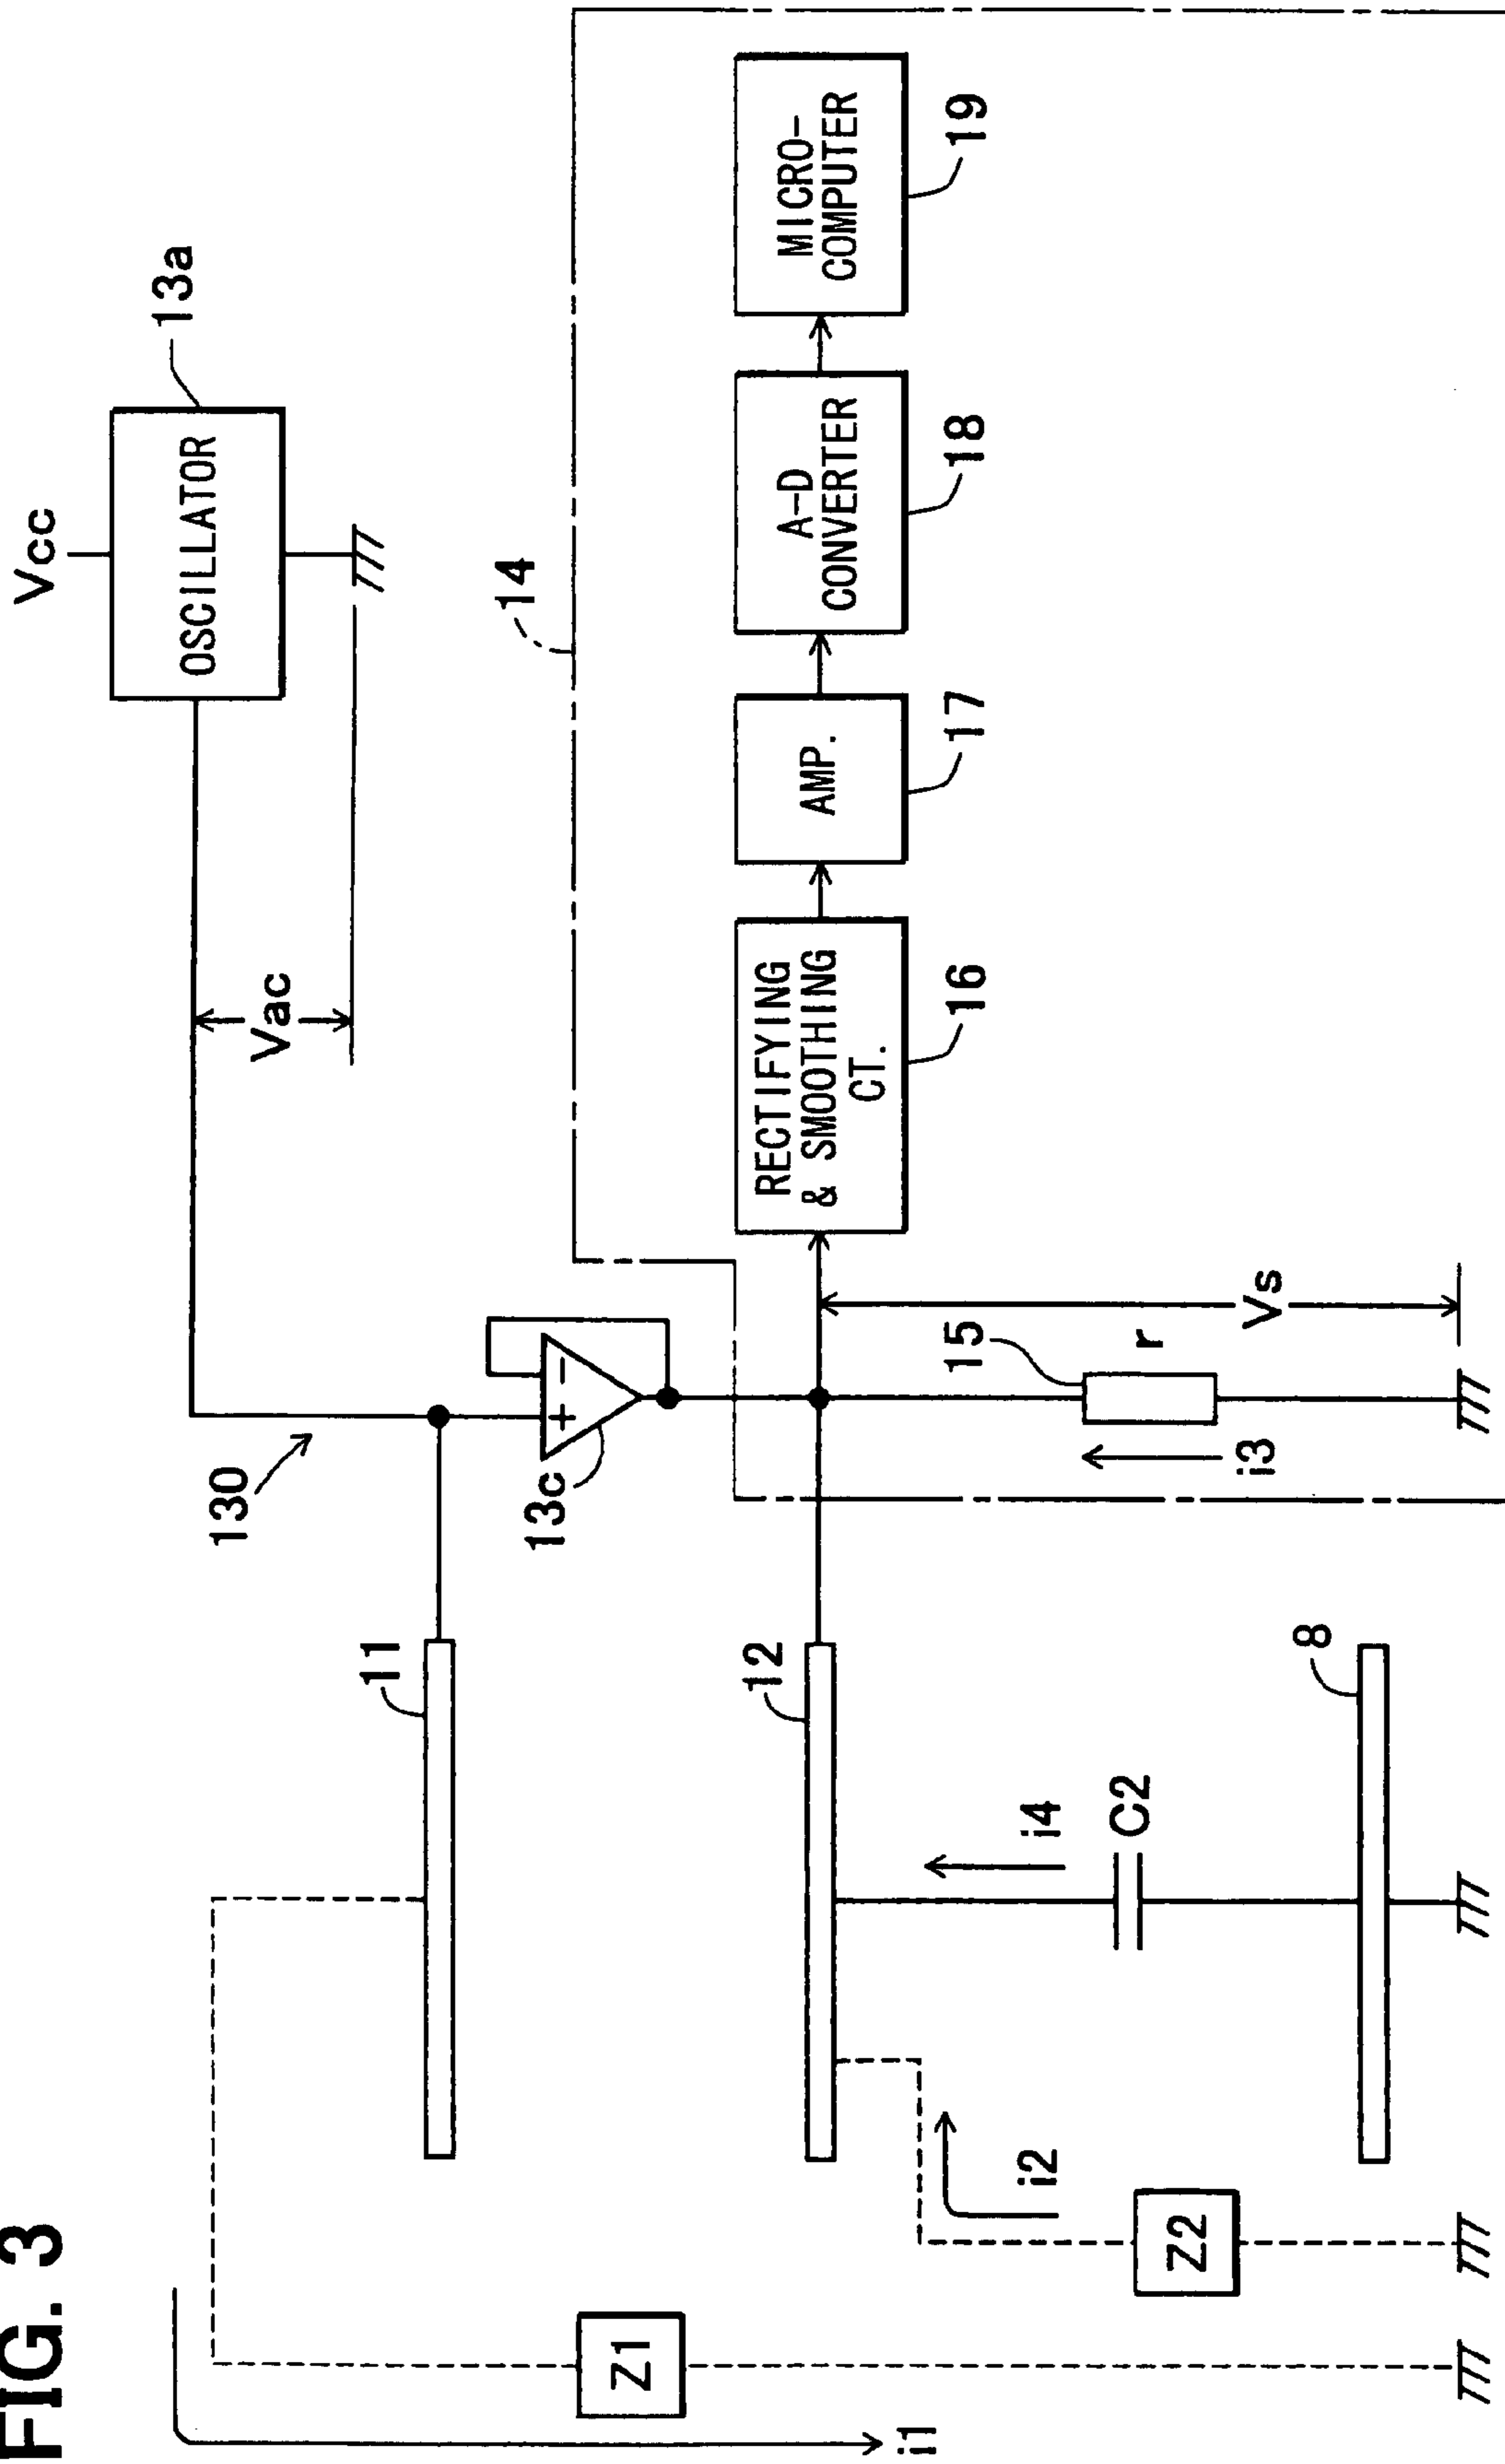 FIG. 3
Vcc
OSCILLATOR
13a
Vac
130
13c
14
11
12
8
Z1
i1
Z2
i2
i4
C2
i3
15
r
Vs
RECTIFYING
& SMOOTHING
CT.
16
AMP.
17
A-D
CONVERTER
18
MICRO-
COMPUTER
19
+
−